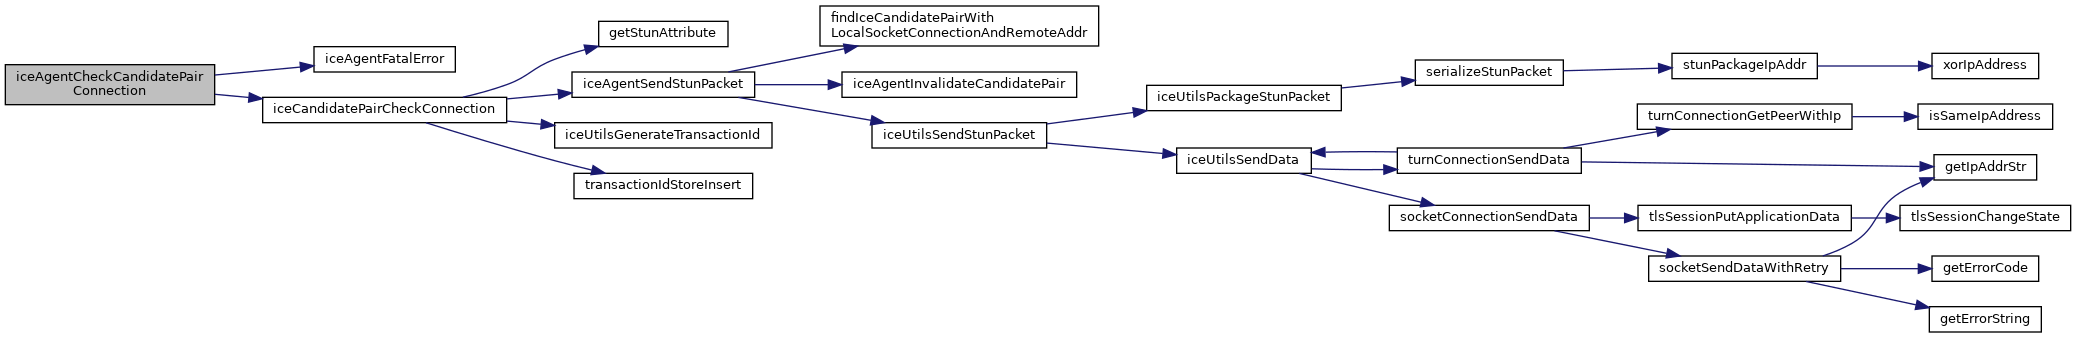 iceAgentCheckCandidatePair
Connection
iceAgentFatalError
iceCandidatePairCheckConnection
getStunAttribute
iceAgentSendStunPacket
iceUtilsGenerateTransactionId
transactionIdStoreInsert
findIceCandidatePairWith
LocalSocketConnectionAndRemoteAddr
iceAgentInvalidateCandidatePair
iceUtilsSendStunPacket
iceUtilsPackageStunPacket
iceUtilsSendData
serializeStunPacket
turnConnectionSendData
socketConnectionSendData
stunPackageIpAddr
turnConnectionGetPeerWithIp
tlsSessionPutApplicationData
socketSendDataWithRetry
xorIpAddress
isSameIpAddress
getIpAddrStr
tlsSessionChangeState
getErrorCode
getErrorString